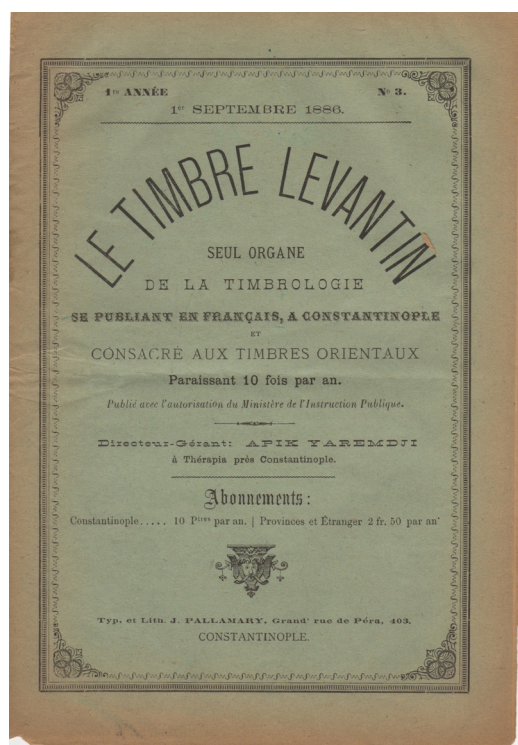 1re ANNÉE No 3.
1er SEPTEMBRE 1886.
LE TIMBRE LEVANTIN
SEUL ORGANE
DE LA TIMBROLOGIE
SE PUBLIANT EN FRANÇAIS, A CONSTANTINOPLE
ET
CONSACRÉ AUX TIMBRES ORIENTAUX
Paraissant 10 fois par an.
Publié avec l'autorisation du Ministère de l'Instruction Publique.
Directeur-Gérant: APIK YAREMDJI
à Thérapia près Constantinople.
Abonnements:
Constantinople..... 10 Ptres par an. | Provinces et Étranger 2 fr. 50 par an
Typ. et Lith. J. PALLAMARY, Grand' rue de Péra, 403.
CONSTANTINOPLE.